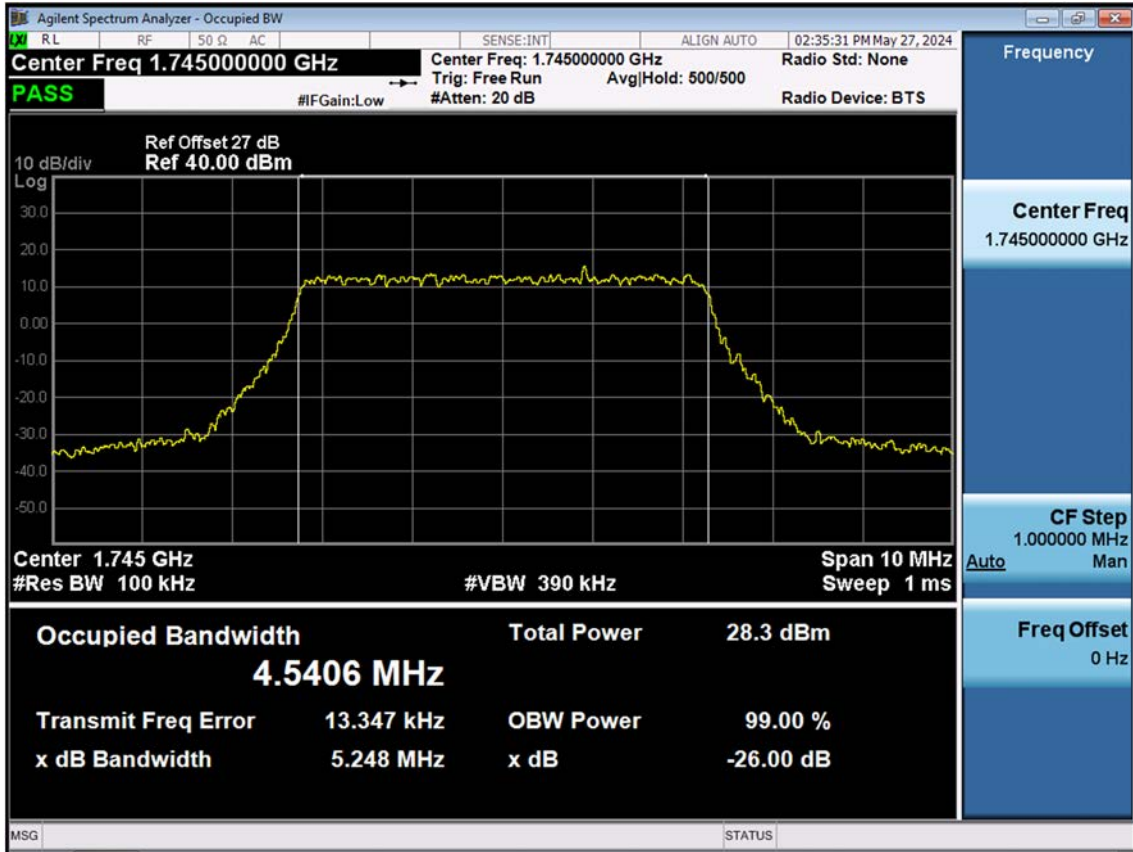 Agilent Spectrum Analyzer - Occupied BW
LXI RL RF 50 Ω AC SENSE:INT ALIGN AUTO 02:35:31 PM May 27, 2024
Center Freq 1.745000000 GHz
Center Freq: 1.745000000 GHz
Radio Std: None
Trig: Free Run Avg|Hold: 500/500
PASS
#IFGain:Low
#Atten: 20 dB
Radio Device: BTS
Ref Offset 27 dB
10 dB/div Ref 40.00 dBm
Log
30.0
20.0
10.0
0.00
-10.0
-20.0
-30.0
-40.0
-50.0
Center 1.745 GHz Span 10 MHz
#Res BW 100 kHz #VBW 390 kHz Sweep 1 ms
Occupied Bandwidth Total Power 28.3 dBm
4.5406 MHz
Transmit Freq Error 13.347 kHz OBW Power 99.00 %
x dB Bandwidth 5.248 MHz x dB -26.00 dB
MSG STATUS
Frequency
Center Freq
1.745000000 GHz
CF Step
1.000000 MHz
Auto Man
Freq Offset
0 Hz